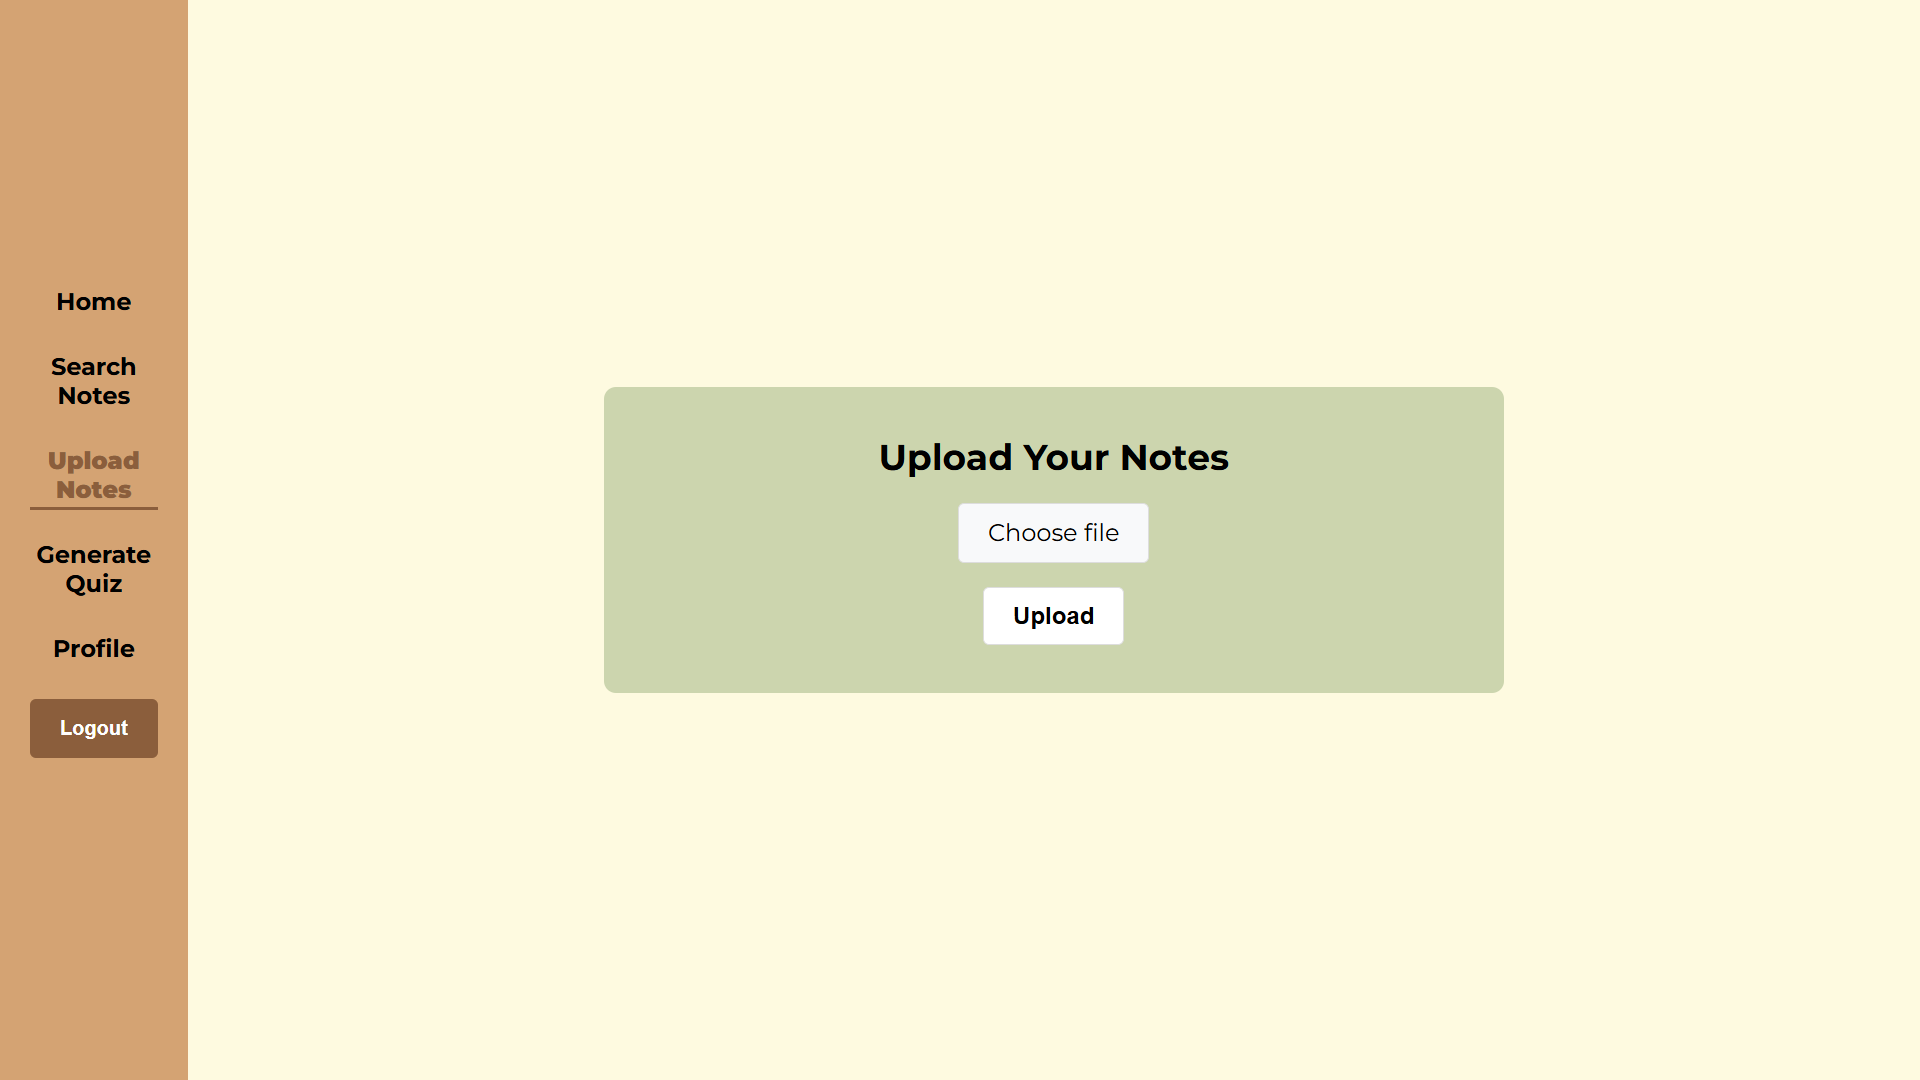 Home
Search
Notes
Upload
Notes
Generate
Quiz
Profile
Logout
Upload Your Notes
Choose file
Upload